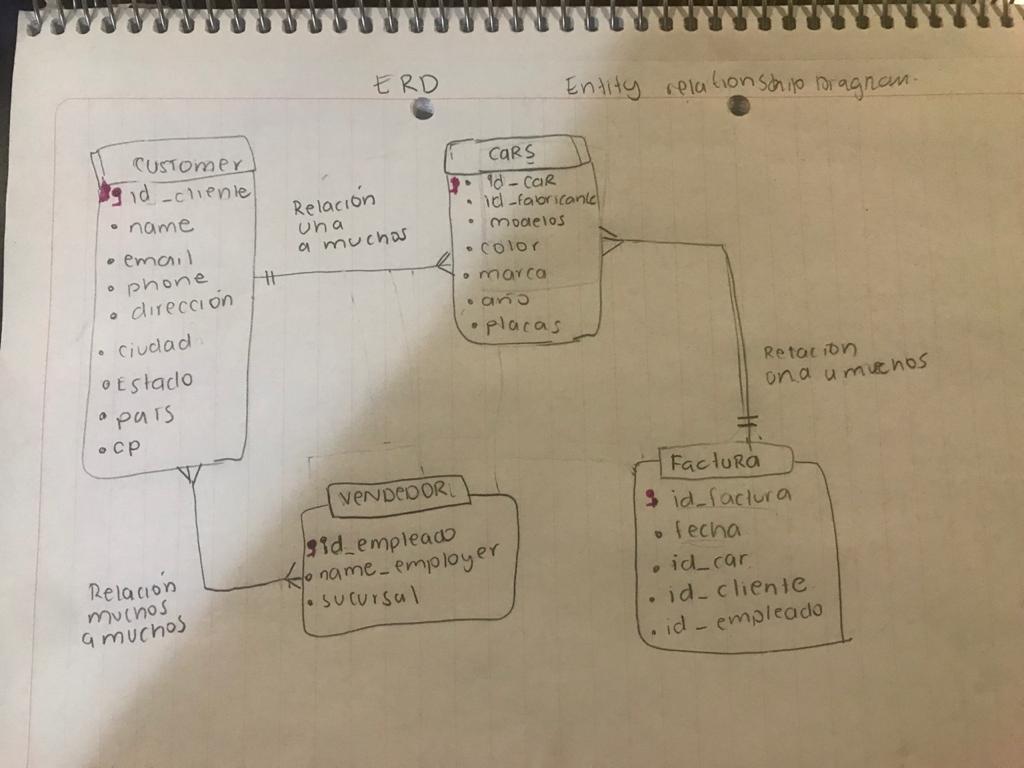 ERD Entity relationship Diagram.
CUSTOMER
id_cliente
name
email
phone
dirección
ciudad
Estado
país
CP
Relación
una
a muchos
CARS
id_CAR
id_fabricante
modelos
color
marca
año
placas
Relación
una a muchos
Relación
muchos
a muchos
VENDEDOR
id_empleado
name_employer
sucursal
FactuRA
id_factura
fecha
id_car
id_cliente
id_empleado